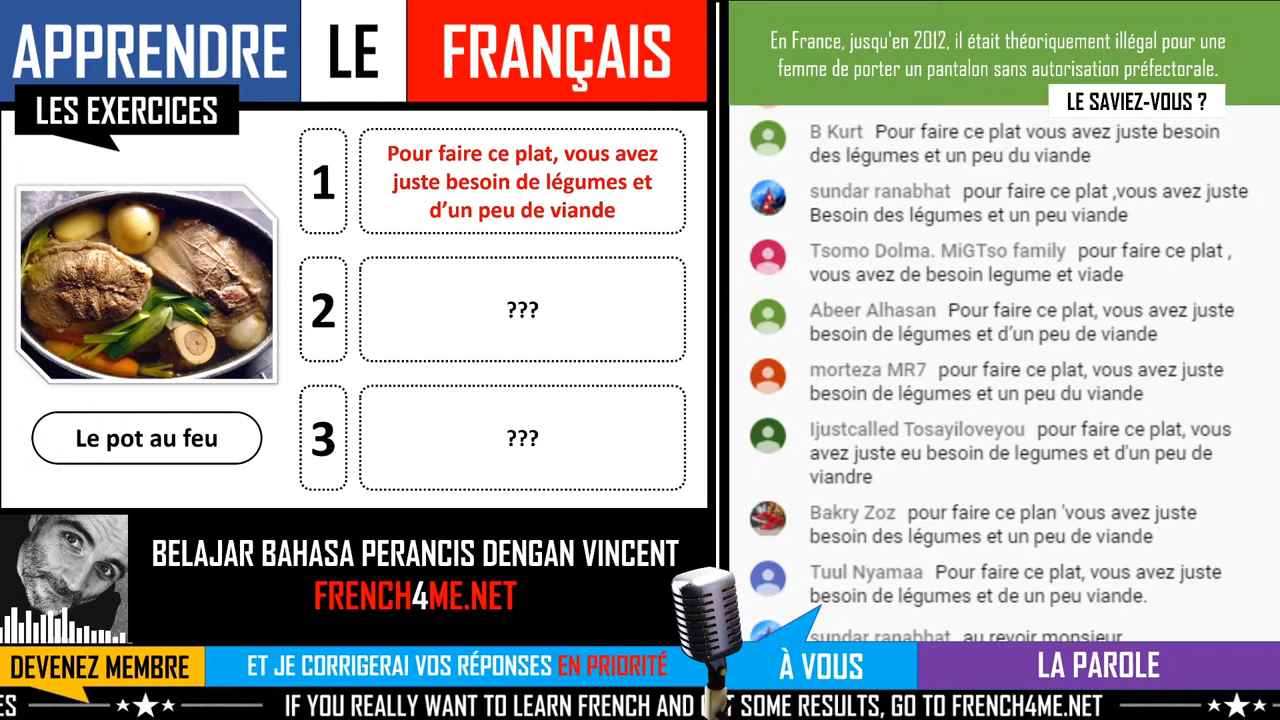 APPRENDRE LE FRANÇAIS
LES EXERCICES
1
Pour faire ce plat, vous avez
juste besoin de légumes et
d’un peu de viande
2
???
3
???
Le pot au feu
BELAJAR BAHASA PERANCIS DENGAN VINCENT
FRENCH4ME.NET
En France, jusqu'en 2012, il était théoriquement illégal pour une
femme de porter un pantalon sans autorisation préfectorale.
LE SAVIEZ-VOUS ?
B Kurt Pour faire ce plat vous avez juste besoin
des légumes et un peu du viande
sundar ranabhat pour faire ce plat ,vous avez juste
Besoin des légumes et un peu viande
Tsomo Dolma. MiGTso family pour faire ce plat ,
vous avez de besoin legume et viade
Abeer Alhasan Pour faire ce plat, vous avez juste
besoin de légumes et d’un peu de viande
morteza MR7 pour faire ce plat, vous avez juste
besoin des légumes et un peu du viande
Ijustcalled Tosayiloveyou pour faire ce plat, vous
avez juste eu besoin de legumes et d'un peu de
viandre
Bakry Zoz pour faire ce plan 'vous avez juste
besoin des légumes et un peu de viande
Tuul Nyamaa Pour faire ce plat, vous avez juste
besoin de légumes et de un peu viande.
sundar ranabhat au revoir monsieur
DEVENEZ MEMBRE
ET JE CORRIGERAI VOS RÉPONSES EN PRIORITÉ
À VOUS
LA PAROLE
ES IF YOU REALLY WANT TO LEARN FRENCH AND SOME RESULTS, GO TO FRENCH4ME.NET